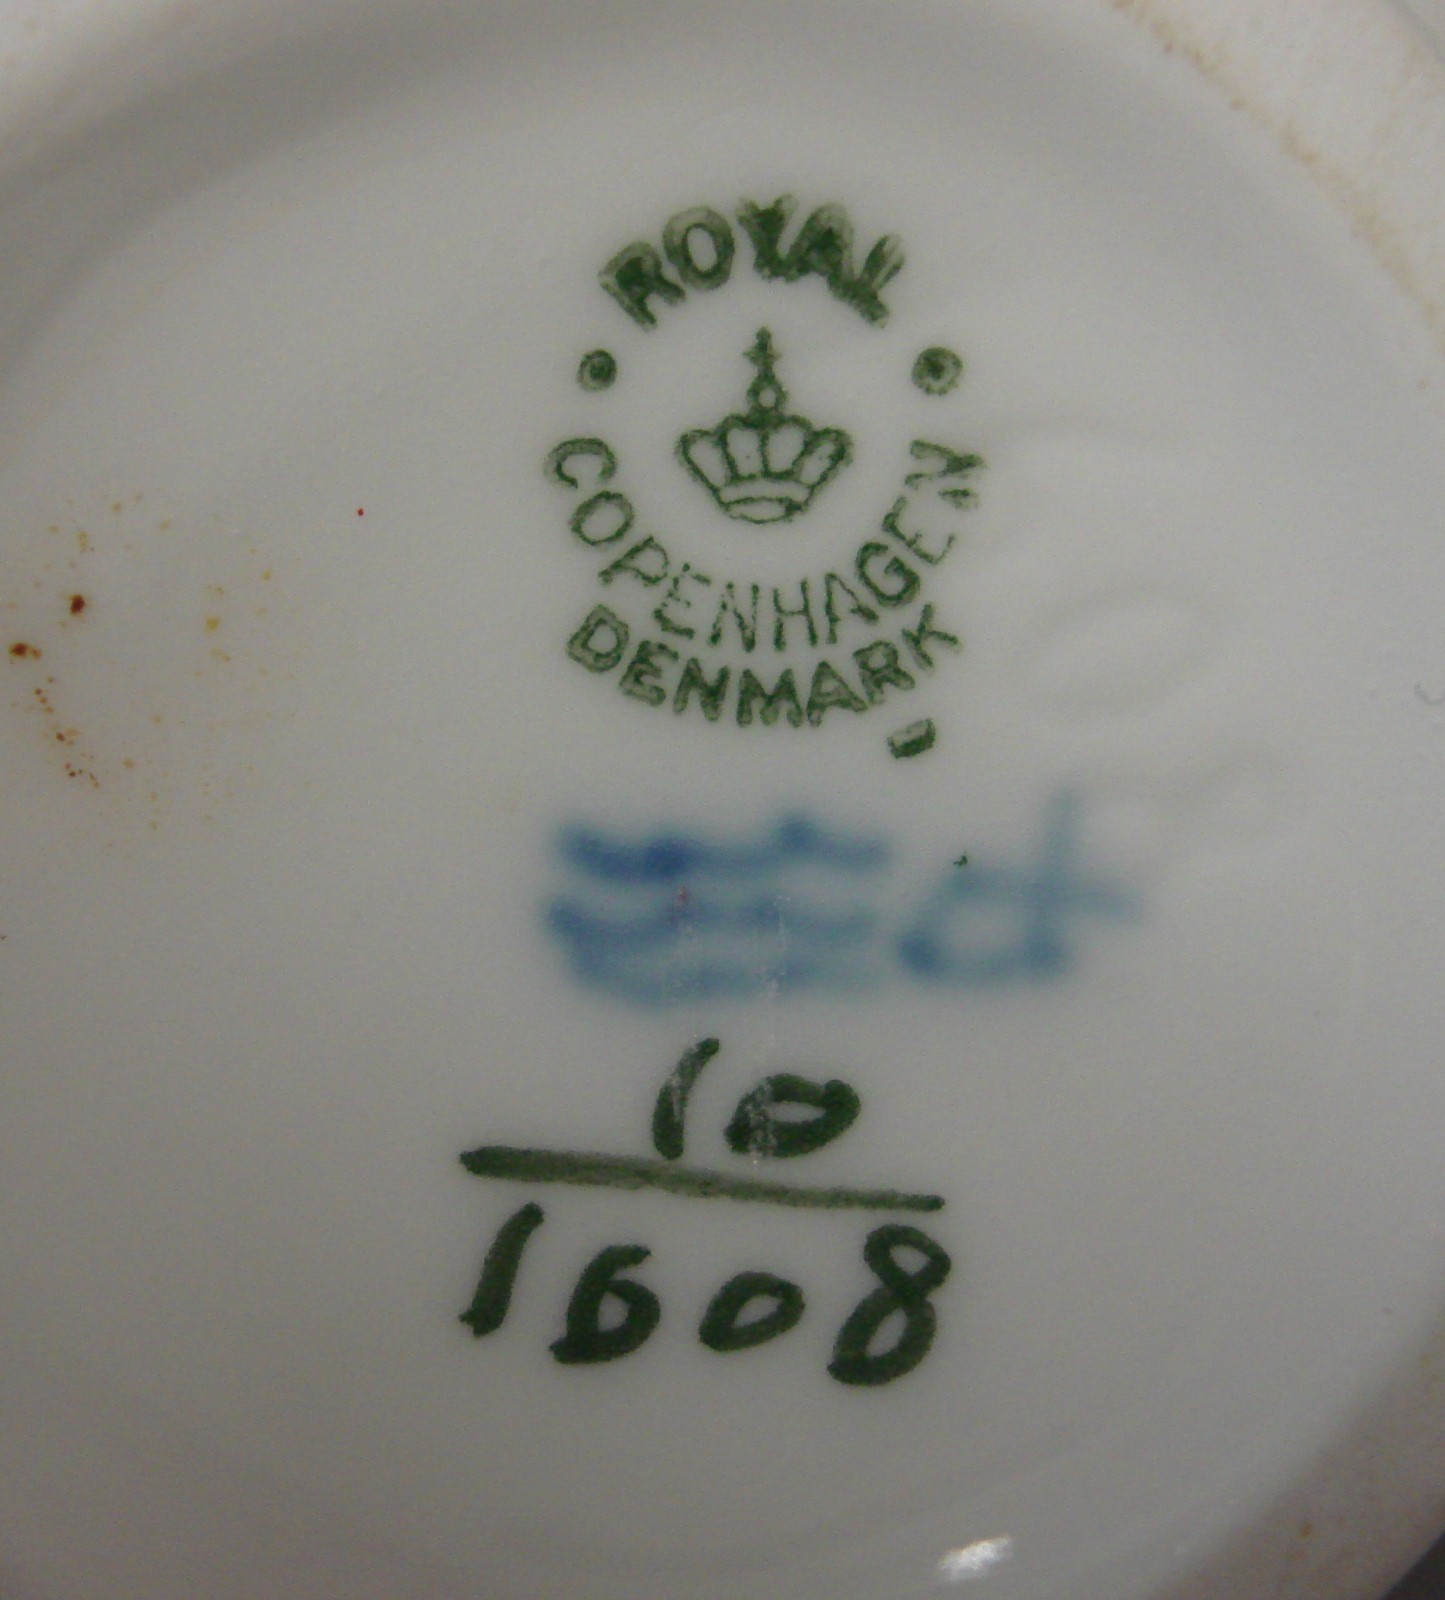 ROYAL
COPENHAGEN
DENMARK
10
1608